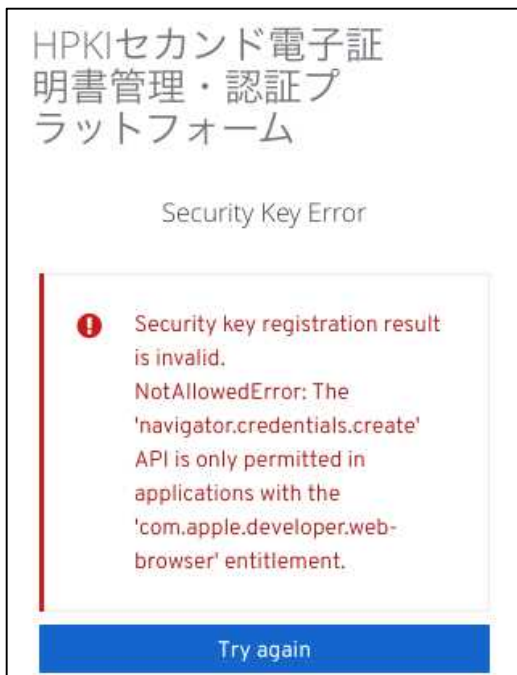 HPKIセカンド電子証
明書管理・認証プ
ラットフォーム
Security Key Error
Security key registration result
is invalid.
NotAllowedError: The
'navigator.credentials.create'
API is only permitted in
applications with the
'com.apple.developer.web-
browser' entitlement.
Try again